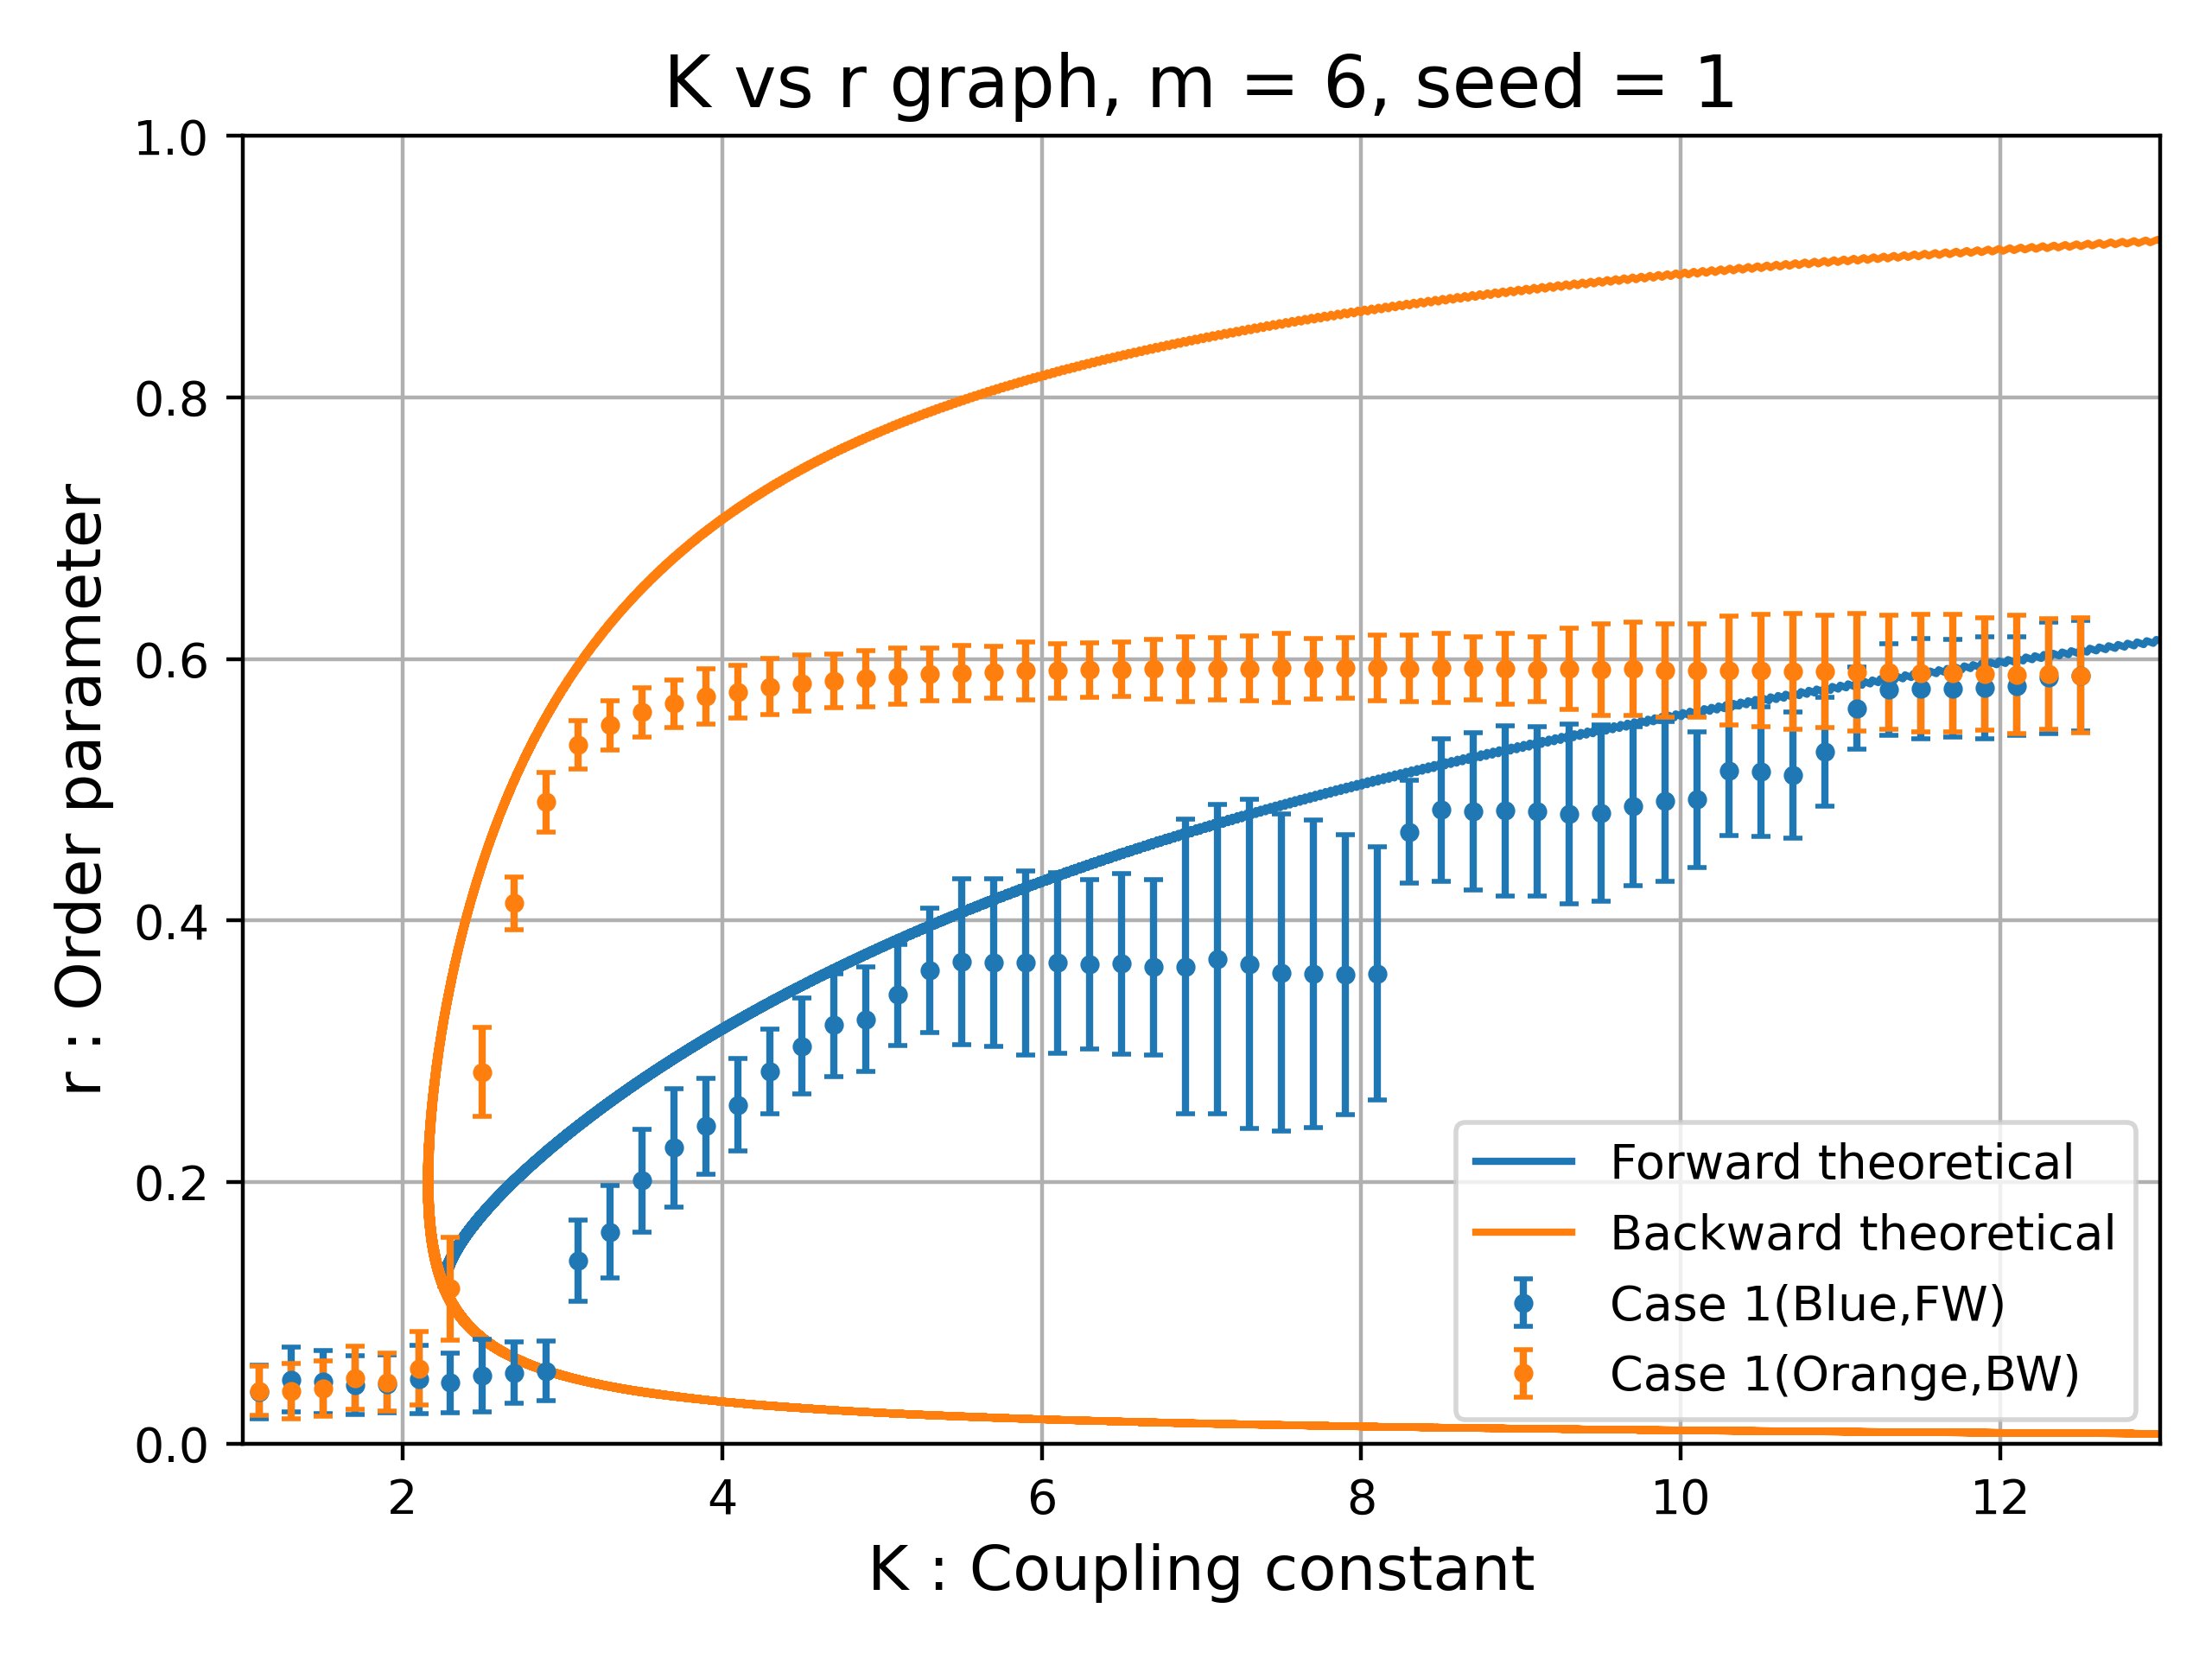 K vs r graph, m = 6, seed = 1
1.0
0.8
0.6
0.4
0.2
0.0
r : Order parameter
2 4 6 8 10 12
K : Coupling constant
Forward theoretical
Backward theoretical
Case 1(Blue,FW)
Case 1(Orange,BW)